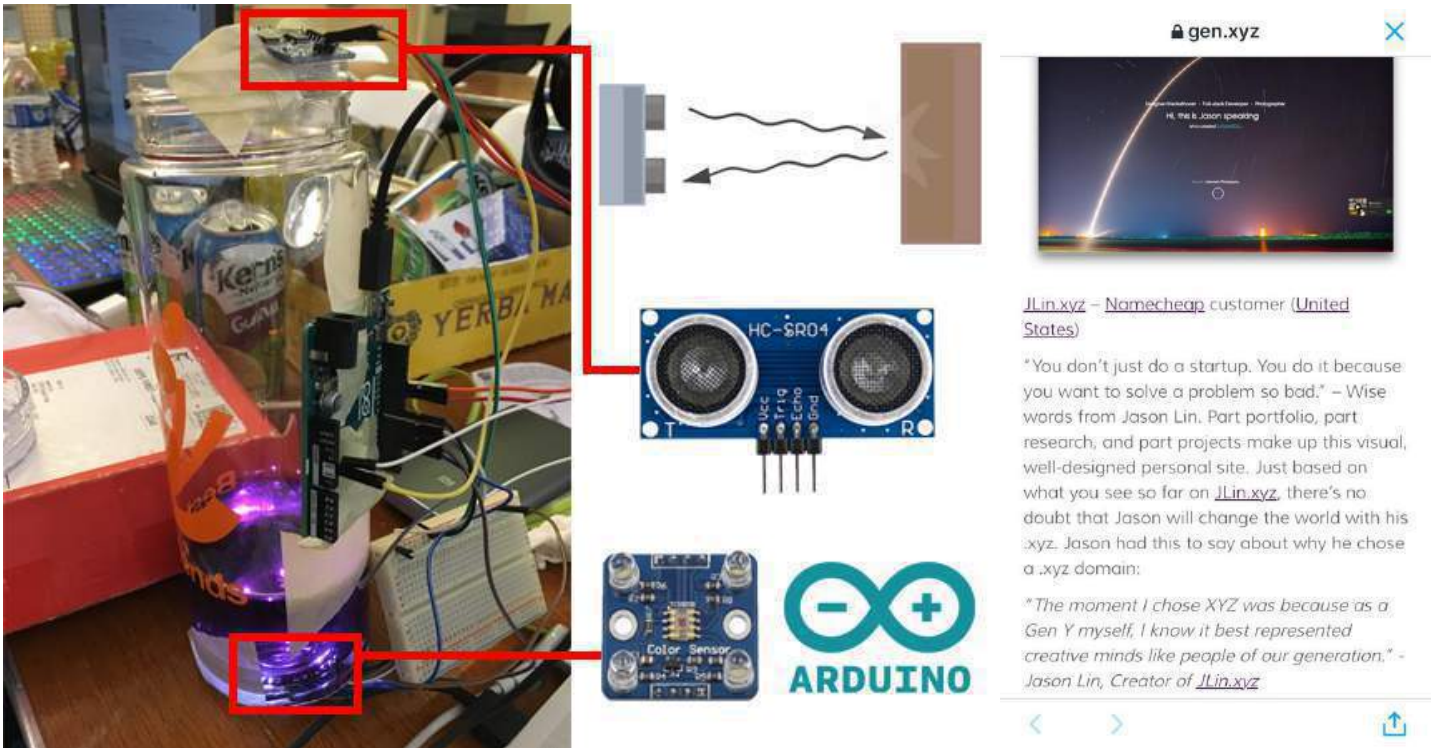 Kern's
Guava
YERBA MA
HC-SR04
Vcc
Trig
Echo
Gnd
T
R
Color Sensor
ARDUINO
gen.xyz
Full-stack Developer - Photographer
Hi, this is Jason speaking
JLin.xyz – Namecheap customer (United
States)
“You don’t just do a startup. You do it because
you want to solve a problem so bad.” – Wise
words from Jason Lin. Part portfolio, part
research, and part projects make up this visual,
well-designed personal site. Just based on
what you see so far on JLin.xyz, there’s no
doubt that Jason will change the world with his
.xyz. Jason had this to say about why he chose
a .xyz domain:
“The moment I chose XYZ was because as a
Gen Y myself, I know it best represented
creative minds like people of our generation.” -
Jason Lin, Creator of JLin.xyz